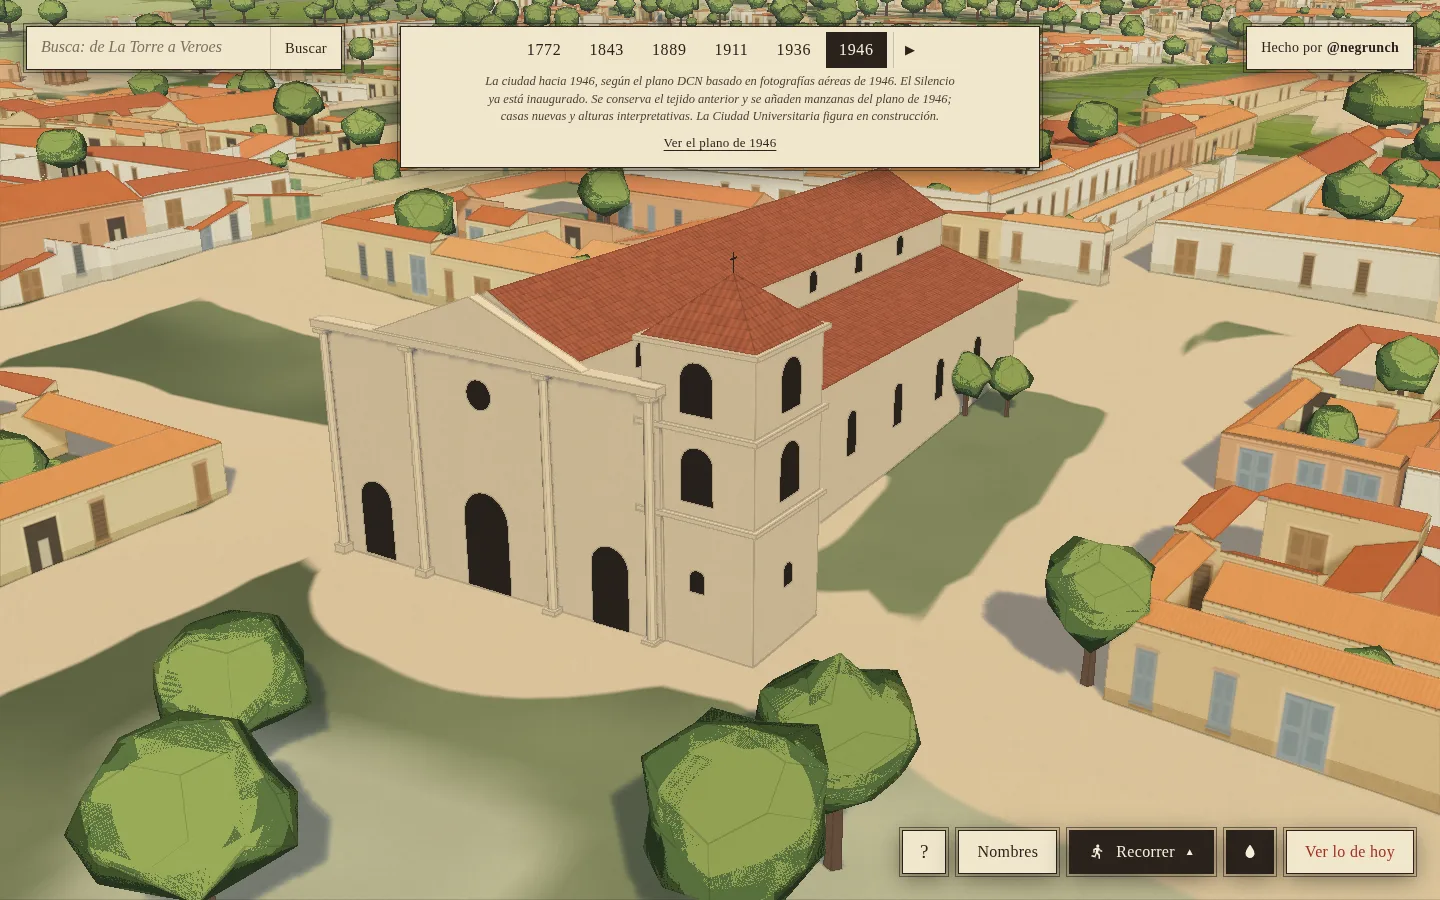 Busca: de La Torre a Veroes
Buscar
1772 1843 1889 1911 1936 1946 ▶
La ciudad hacia 1946, según el plano DCN basado en fotografías aéreas de 1946. El Silencio
ya está inaugurado. Se conserva el tejido anterior y se añaden manzanas del plano de 1946;
casas nuevas y alturas interpretativas. La Ciudad Universitaria figura en construcción.
Ver el plano de 1946
Hecho por @negrunch
?
Nombres
Recorrer ▲
Ver lo de hoy